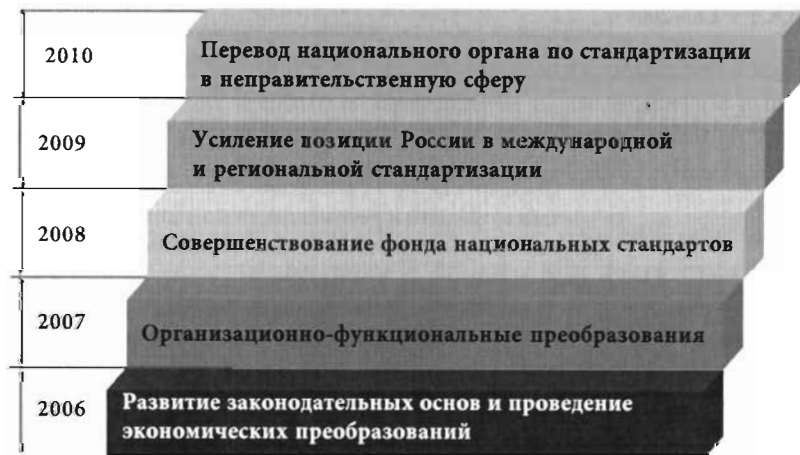 2010
Перевод национального органа по стандартизации
в неправительственную сферу
2009
Усиление позиции России в международной
и региональной стандартизации
2008
Совершенствование фонда национальных стандартов
2007
Организационно-функциональные преобразования
2006
Развитие законодательных основ и проведение
экономических преобразований